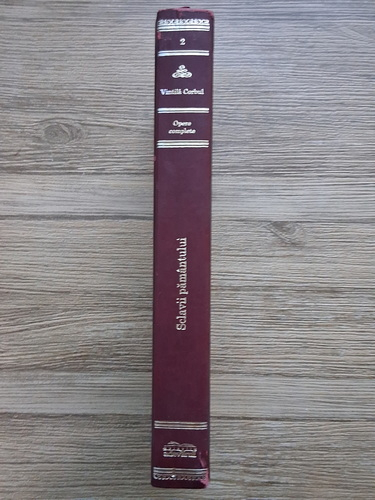 2
Vintilă Corbul
Opere
complete
Sclavii pământului